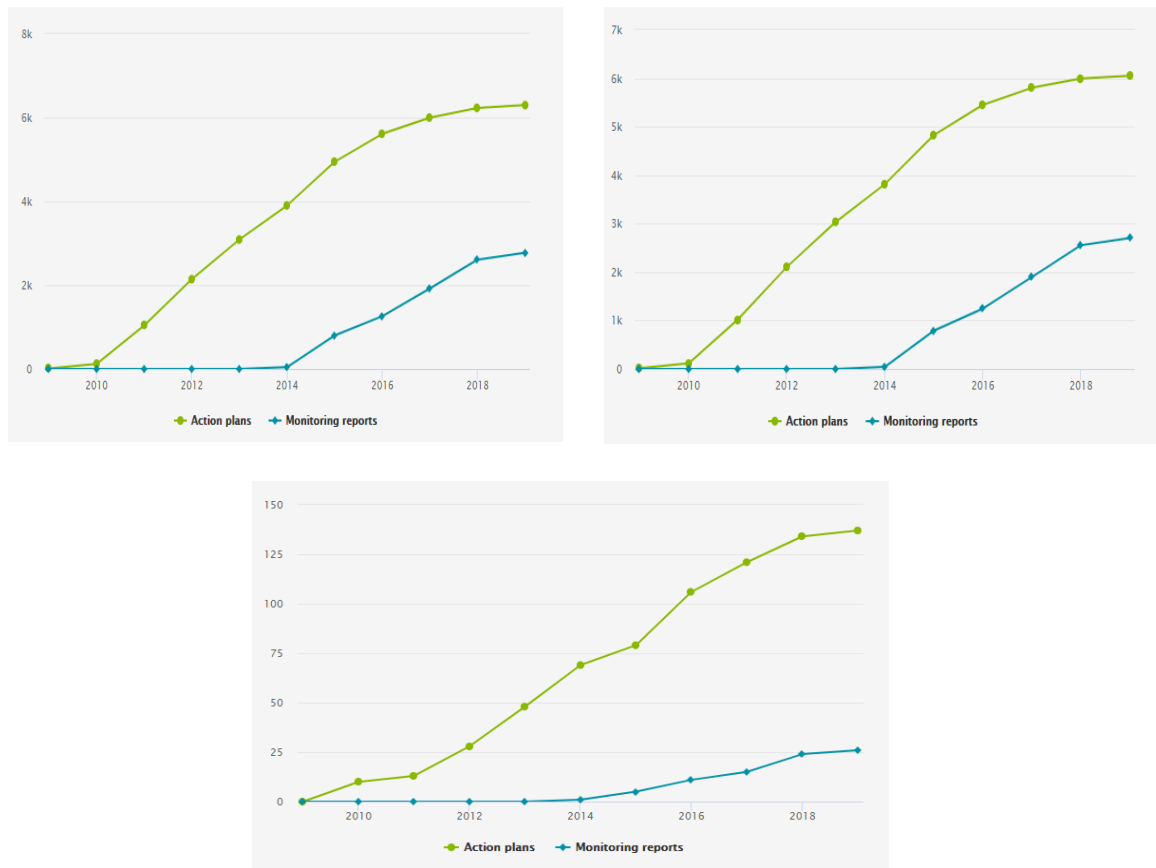 8k
6k
4k
2k
0
2010 2012 2014 2016 2018
Action plans Monitoring reports
7k
6k
5k
4k
3k
2k
1k
0
2010 2012 2014 2016 2018
Action plans Monitoring reports
150
125
100
75
50
25
0
2010 2012 2014 2016 2018
Action plans Monitoring reports